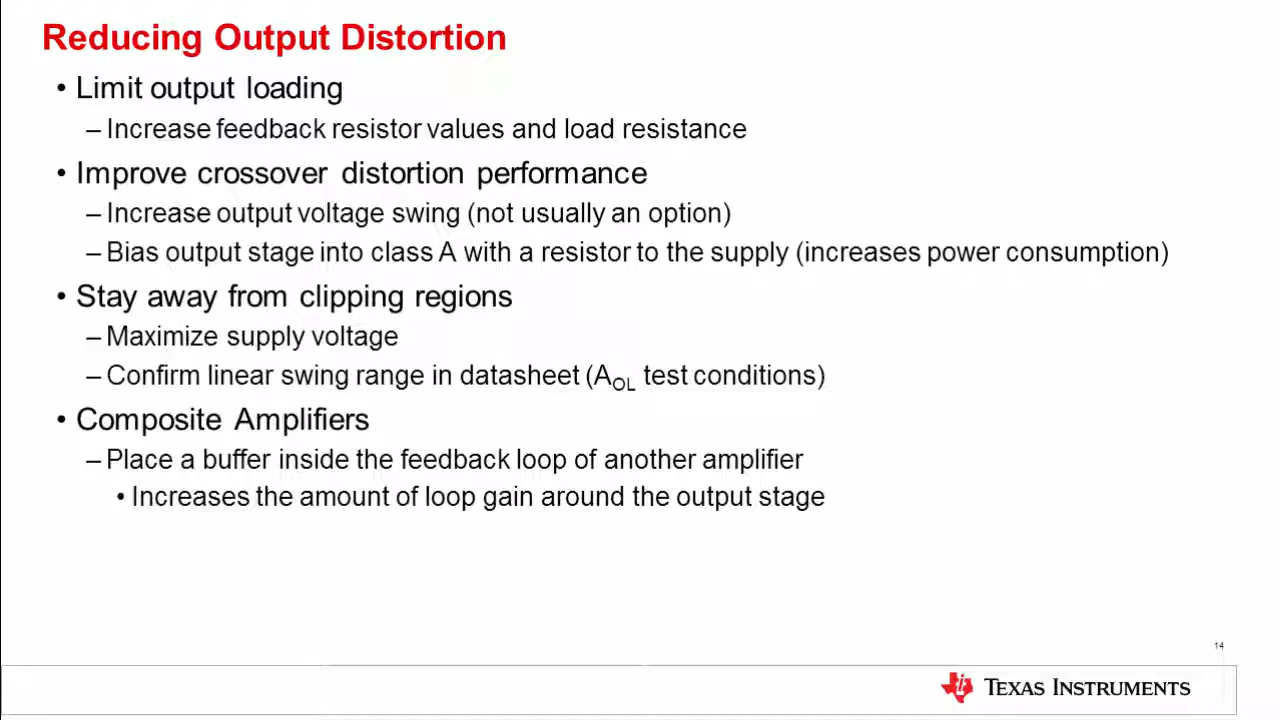 Reducing Output Distortion
• Limit output loading
– Increase feedback resistor values and load resistance
• Improve crossover distortion performance
– Increase output voltage swing (not usually an option)
– Bias output stage into class A with a resistor to the supply (increases power consumption)
• Stay away from clipping regions
– Maximize supply voltage
– Confirm linear swing range in datasheet (AOL test conditions)
• Composite Amplifiers
– Place a buffer inside the feedback loop of another amplifier
• Increases the amount of loop gain around the output stage
14
TEXAS INSTRUMENTS